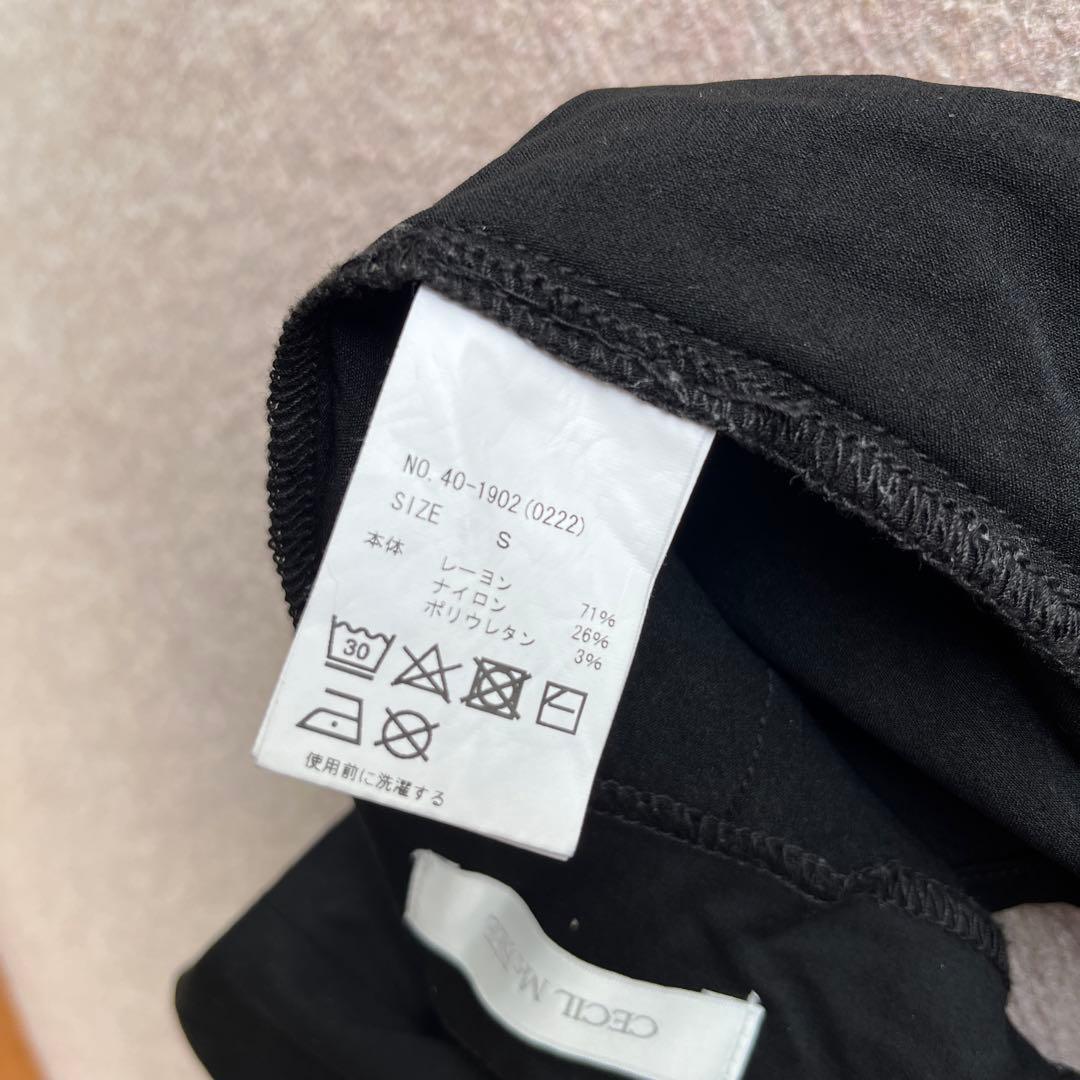 NO. 40-1902(0222)
SIZE
S
本体 レーヨン 71%
ナイロン 26%
ポリウレタン 3%
30
使用前に洗濯する
CECIL McBEE